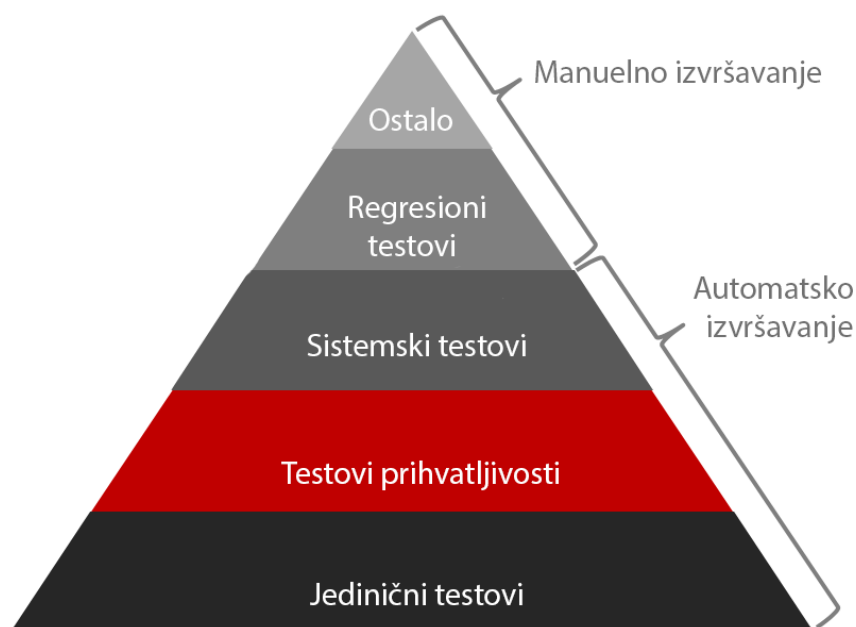 Manuelno izvršavanje
Ostalo
Regresioni
testovi
Automatsko
izvršavanje
Sistemski testovi
Testovi prihvatljivosti
Jedinični testovi